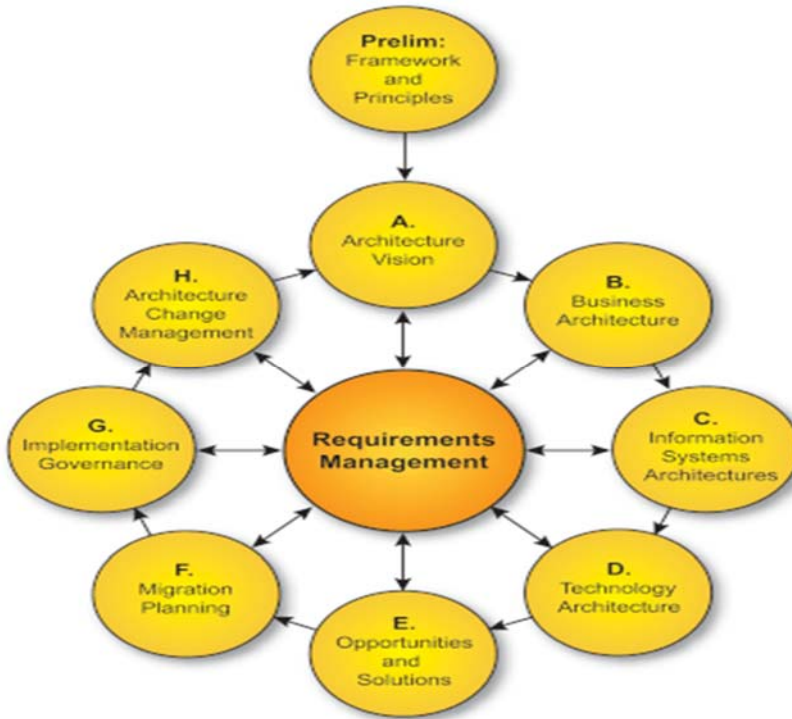 Prelim:
Framework
and
Principles
A.
Architecture
Vision
B.
Business
Architecture
C.
Information
Systems
Architectures
D.
Technology
Architecture
E.
Opportunities
and
Solutions
F.
Migration
Planning
G.
Implementation
Governance
H.
Architecture
Change
Management
Requirements
Management